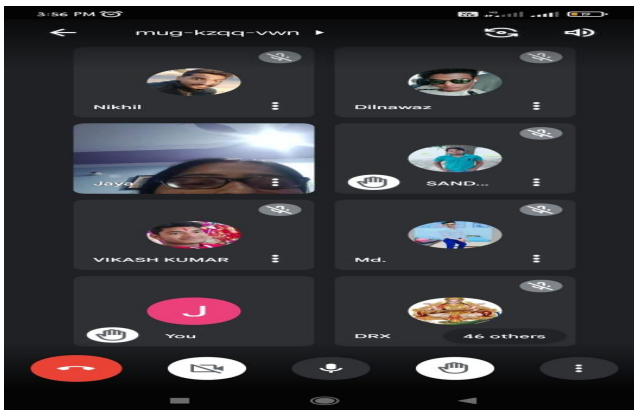 3:56 PM
mug-kzqq-vwn
Nikhil
Dilnawaz
Jaya
SAND...
VIKASH KUMAR
Md.
J
You
DRX
46 others